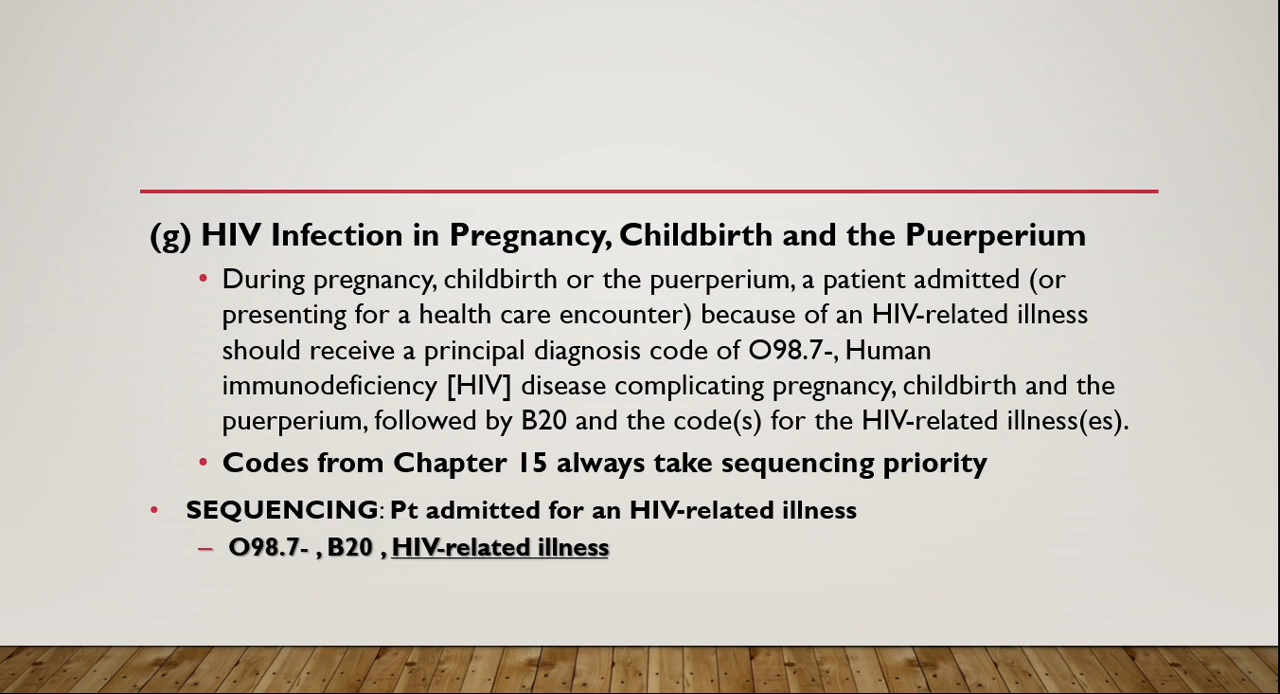 (g) HIV Infection in Pregnancy, Childbirth and the Puerperium
• During pregnancy, childbirth or the puerperium, a patient admitted (or
presenting for a health care encounter) because of an HIV-related illness
should receive a principal diagnosis code of O98.7-, Human
immunodeficiency [HIV] disease complicating pregnancy, childbirth and the
puerperium, followed by B20 and the code(s) for the HIV-related illness(es).
• Codes from Chapter 15 always take sequencing priority
• SEQUENCING: Pt admitted for an HIV-related illness
– O98.7- , B20 , HIV-related illness